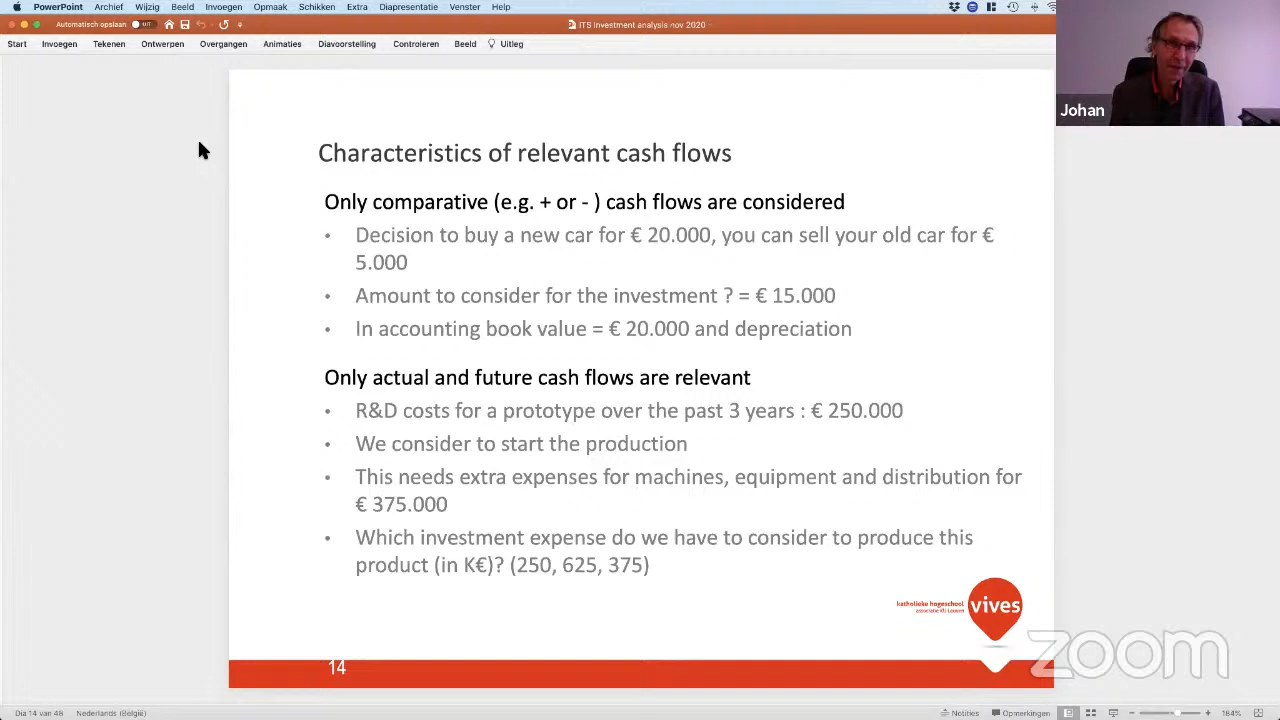 PowerPoint Archief Wijzig Beeld Invoegen Opmaak Schikken Extra Diapresentatie Venster Help
Automatisch opslaan UIT
ITS investment analysis nov 2020
Start Invoegen Tekenen Ontwerpen Overgangen Animaties Diavoorstelling Controleren Beeld Uitleg
Johan
Characteristics of relevant cash flows
Only comparative (e.g. + or - ) cash flows are considered
• Decision to buy a new car for € 20.000, you can sell your old car for €
5.000
• Amount to consider for the investment ? = € 15.000
• In accounting book value = € 20.000 and depreciation
Only actual and future cash flows are relevant
• R&D costs for a prototype over the past 3 years : € 250.000
• We consider to start the production
• This needs extra expenses for machines, equipment and distribution for
€ 375.000
• Which investment expense do we have to consider to produce this
product (in K€)? (250, 625, 375)
katholieke hogeschool
associatie KU Leuven
vives
zoom
14
Dia 14 van 48 Nederlands (België) Notities Opmerkingen 184%